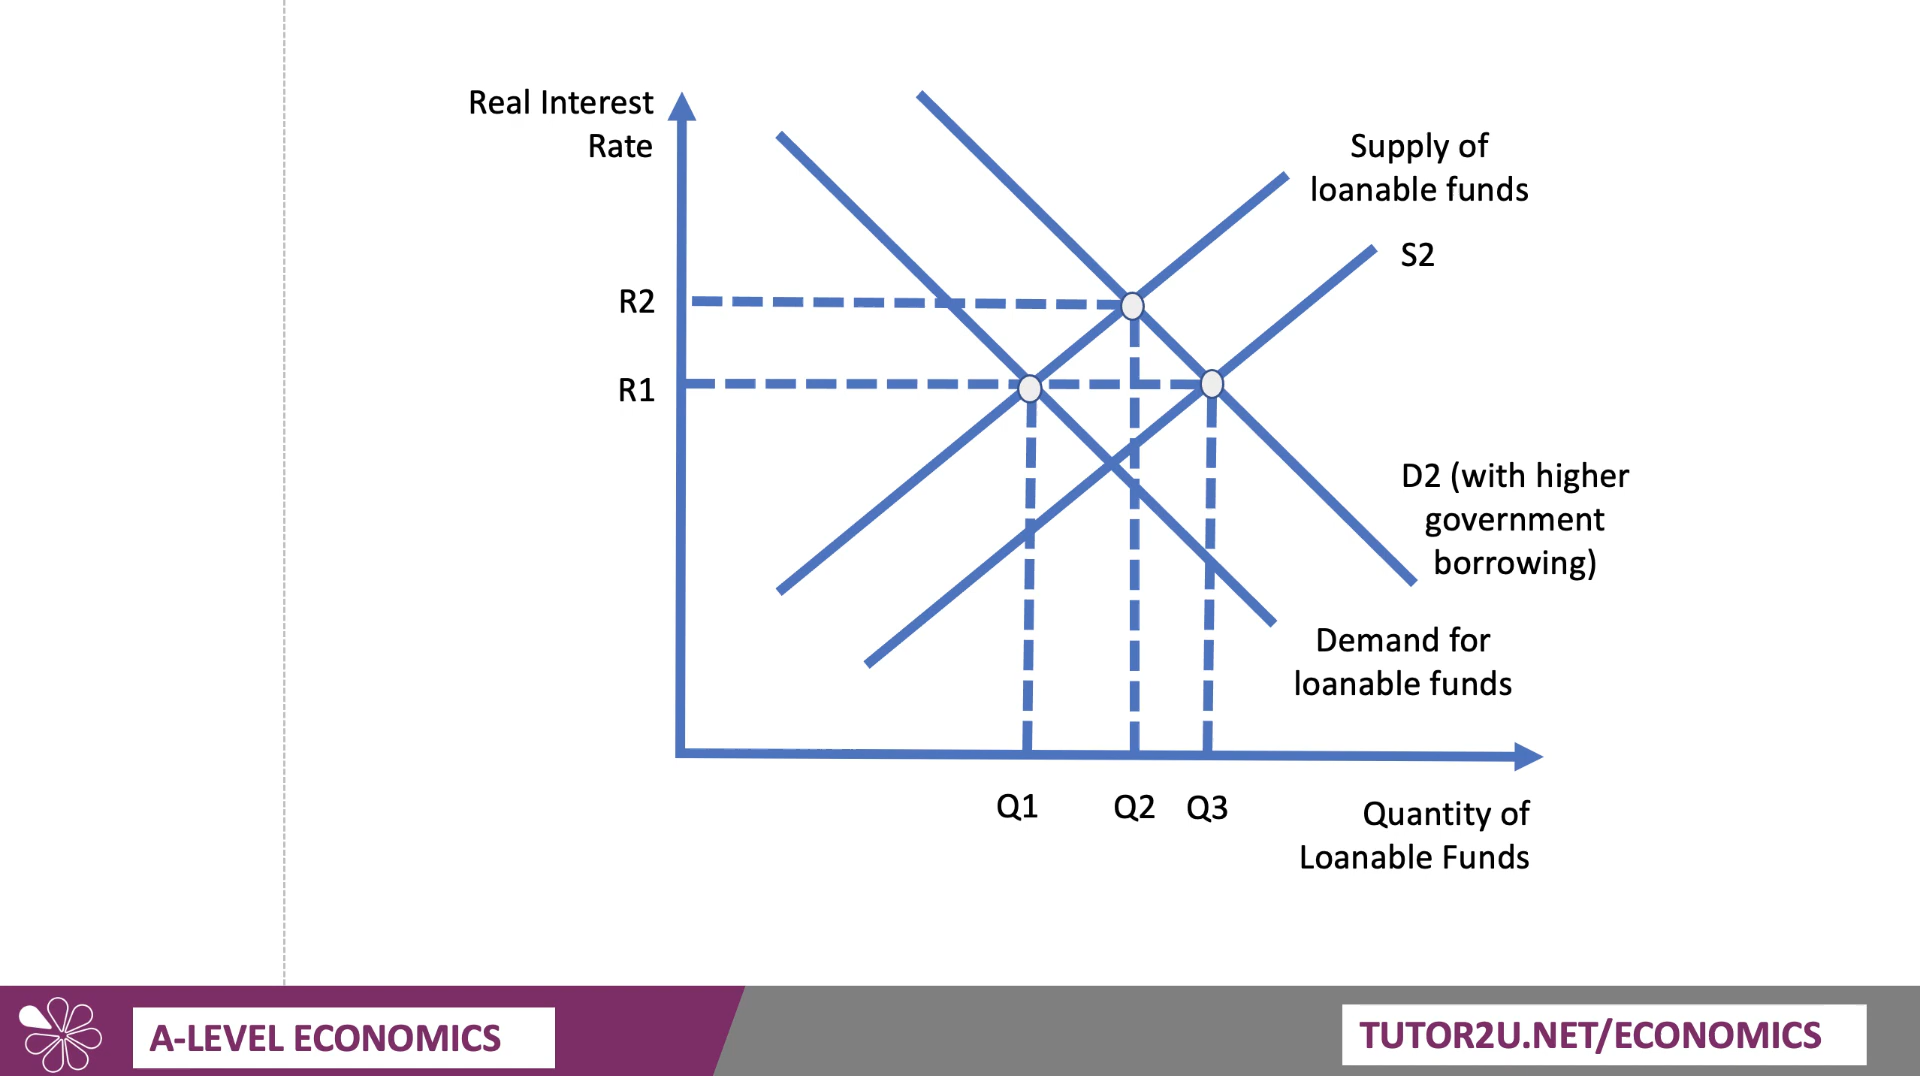 Real Interest
Rate
Supply of
loanable funds
S2
R2
R1
D2 (with higher
government
borrowing)
Demand for
loanable funds
Q1
Q2
Q3
Quantity of
Loanable Funds
A-LEVEL ECONOMICS
TUTOR2U.NET/ECONOMICS